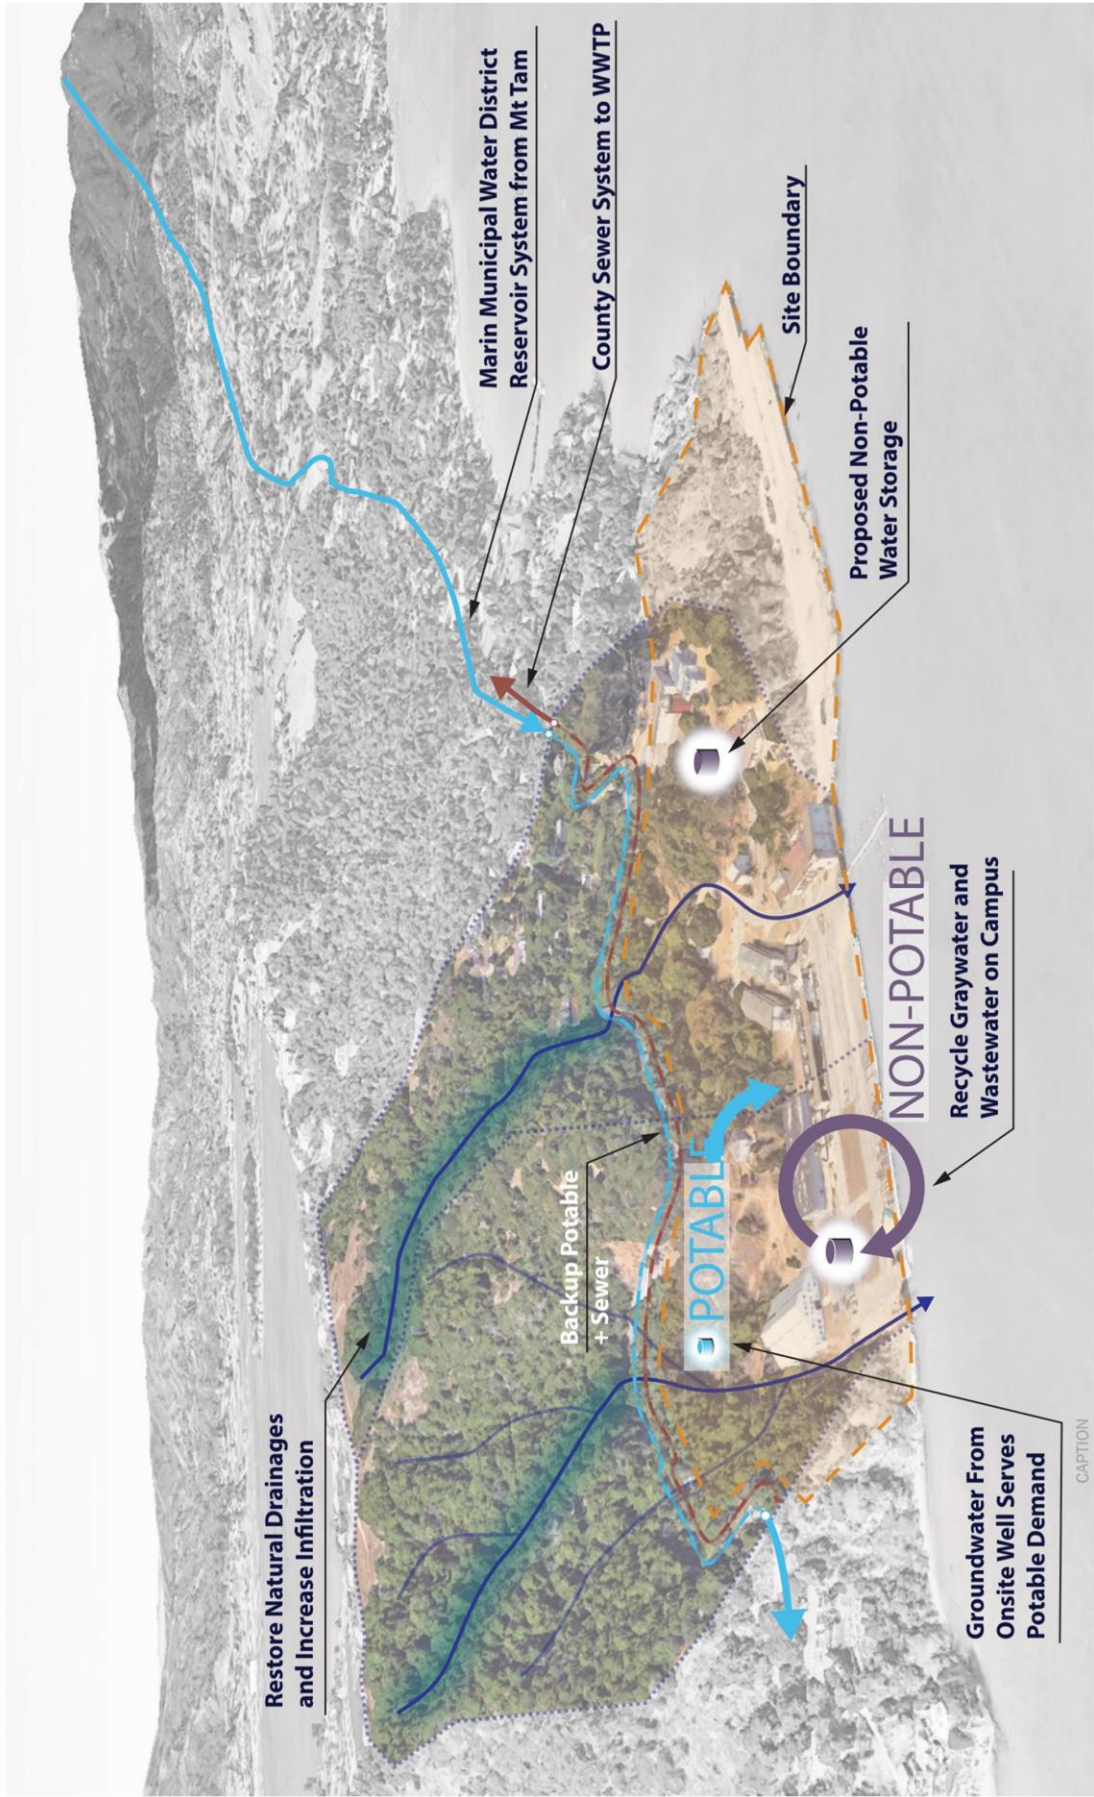 Restore Natural Drainages
and Increase Infiltration
Marin Municipal Water District
Reservoir System from Mt Tam
County Sewer System to WWTP
Site Boundary
Proposed Non-Potable
Water Storage
Backup Potable
+ Sewer
POTABLE
NON-POTABLE
Recycle Graywater and
Wastewater on Campus
Groundwater From
Onsite Well Serves
Potable Demand
CAPTION